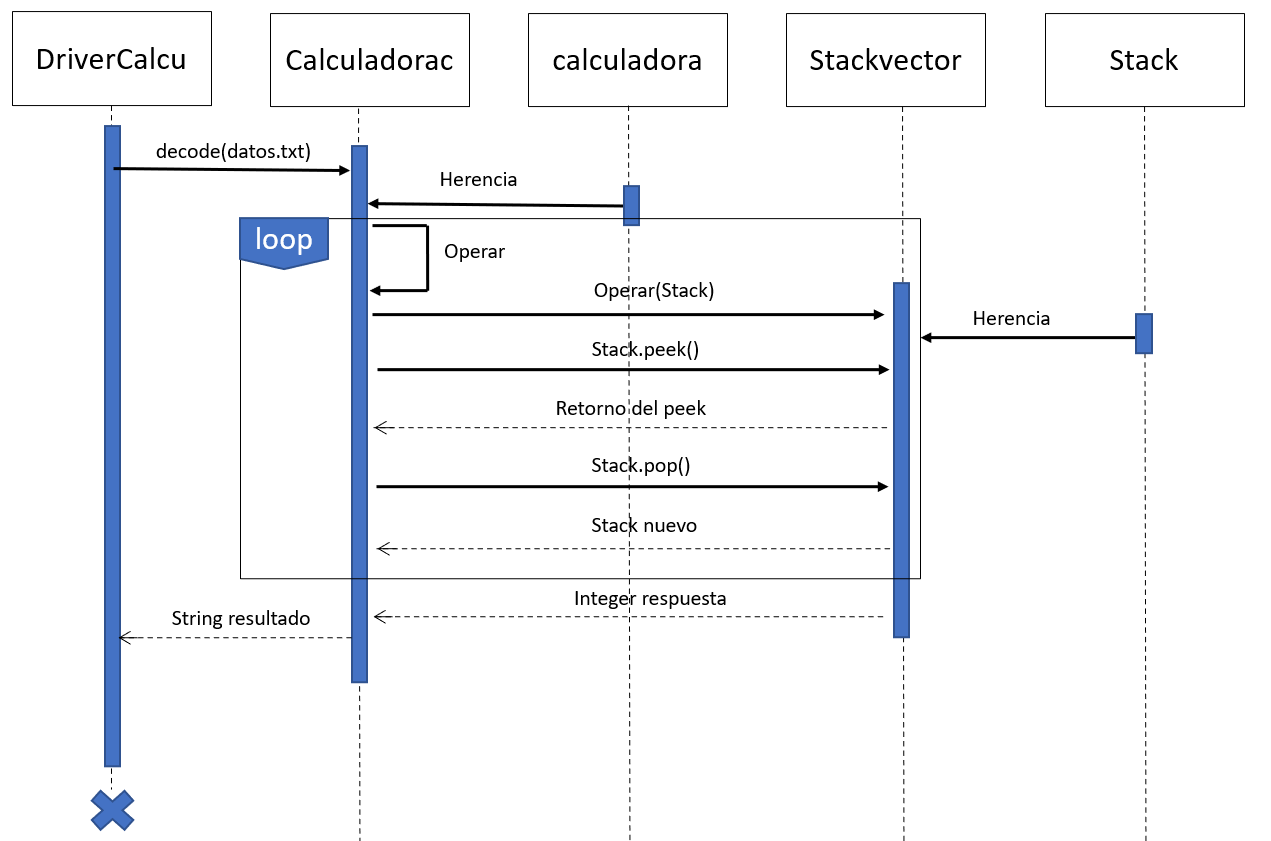 DriverCalcu
Calculadorac
calculadora
Stackvector
Stack
decode(datos.txt)
Herencia
loop
Operar
Operar(Stack)
Herencia
Stack.peek()
Retorno del peek
Stack.pop()
Stack nuevo
Integer respuesta
String resultado